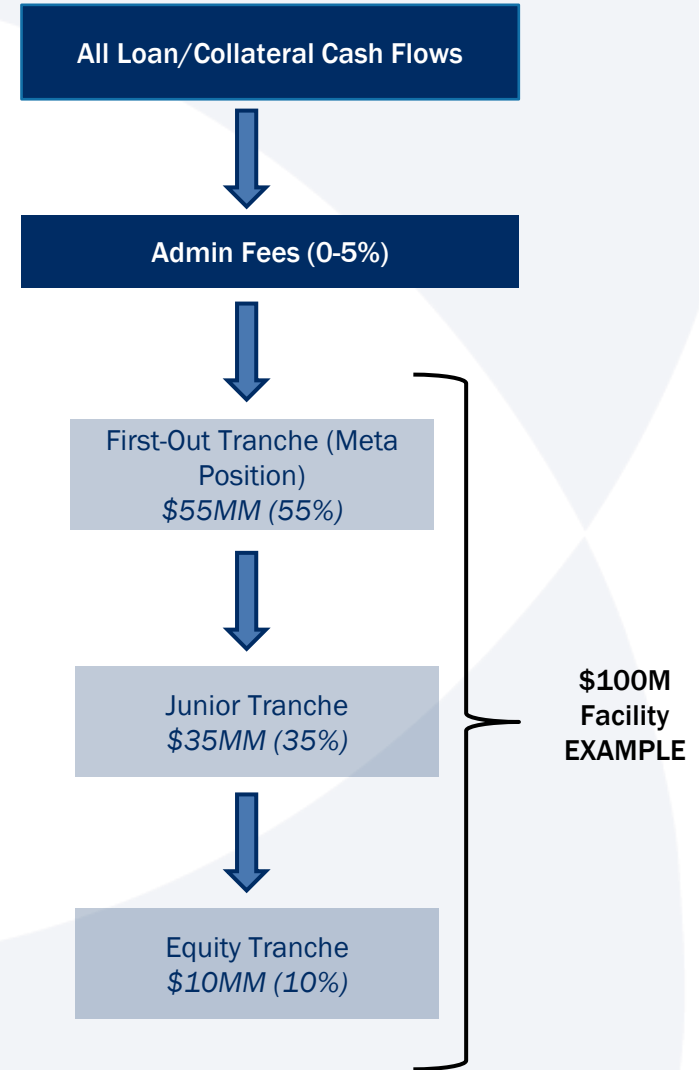 All Loan/Collateral Cash Flows
Admin Fees (0-5%)
First-Out Tranche (Meta
Position)
$55MM (55%)
Junior Tranche
$35MM (35%)
Equity Tranche
$10MM (10%)
$100M
Facility
EXAMPLE